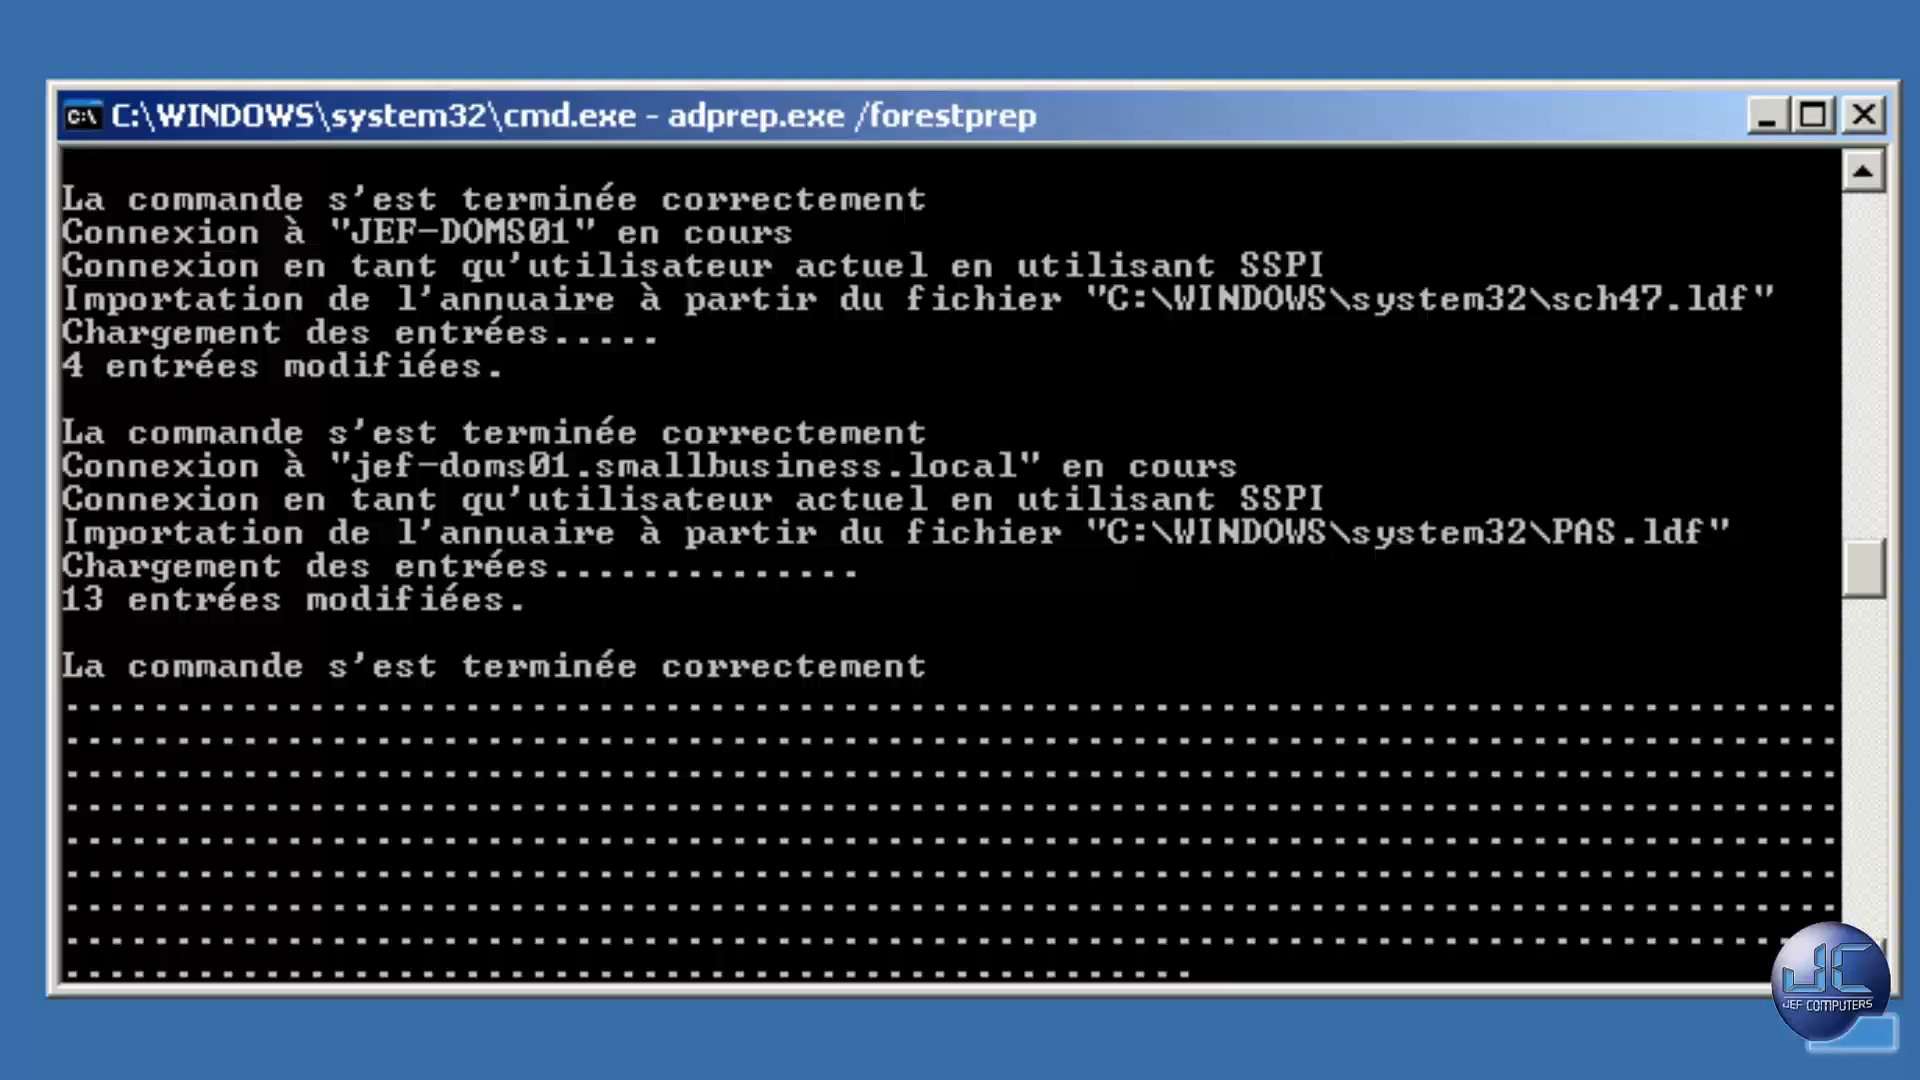 C:\WINDOWS\system32\cmd.exe - adprep.exe /forestprep
La commande s'est terminée correctement
Connexion à "JEF-DOMS01" en cours
Connexion en tant qu'utilisateur actuel en utilisant SSPI
Importation de l'annuaire à partir du fichier "C:\WINDOWS\system32\sch47.ldf"
Chargement des entrées.....
4 entrées modifiées.
La commande s'est terminée correctement
Connexion à "jef-doms01.smallbusiness.local" en cours
Connexion en tant qu'utilisateur actuel en utilisant SSPI
Importation de l'annuaire à partir du fichier "C:\WINDOWS\system32\PAS.ldf"
Chargement des entrées..............
13 entrées modifiées.
La commande s'est terminée correctement
JC
JEF COMPUTERS